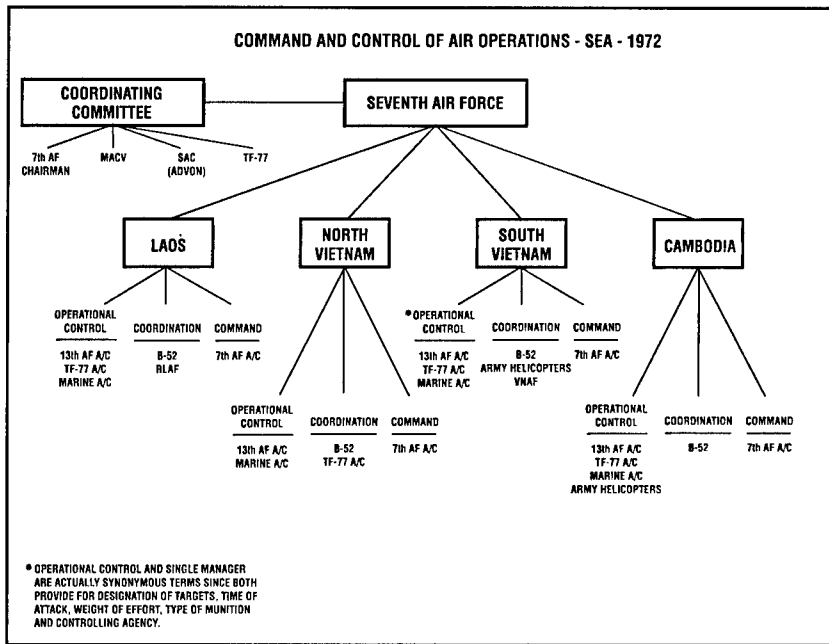 COMMAND AND CONTROL OF AIR OPERATIONS - SEA - 1972
COORDINATING
COMMITTEE
SEVENTH AIR FORCE
7th AF
CHAIRMAN
MACV
SAC
(ADVON)
TF-77
LAOS
NORTH
VIETNAM
SOUTH
VIETNAM
CAMBODIA
OPERATIONAL
CONTROL
13th AF A/C
TF-77 A/C
MARINE A/C
COORDINATION
B-52
RLAF
COMMAND
7th AF A/C
OPERATIONAL
CONTROL
13th AF A/C
MARINE A/C
COORDINATION
B-52
TF-77 A/C
COMMAND
7th AF A/C
*OPERATIONAL
CONTROL
13th AF A/C
TF-77 A/C
MARINE A/C
COORDINATION
B-52
ARMY HELICOPTERS
VNAF
COMMAND
7th AF A/C
OPERATIONAL
CONTROL
13th AF A/C
TF-77 A/C
MARINE A/C
ARMY HELICOPTERS
COORDINATION
B-52
COMMAND
7th AF A/C
* OPERATIONAL CONTROL AND SINGLE MANAGER
ARE ACTUALLY SYNONYMOUS TERMS SINCE BOTH
PROVIDE FOR DESIGNATION OF TARGETS, TIME OF
ATTACK, WEIGHT OF EFFORT, TYPE OF MUNITION
AND CONTROLLING AGENCY.